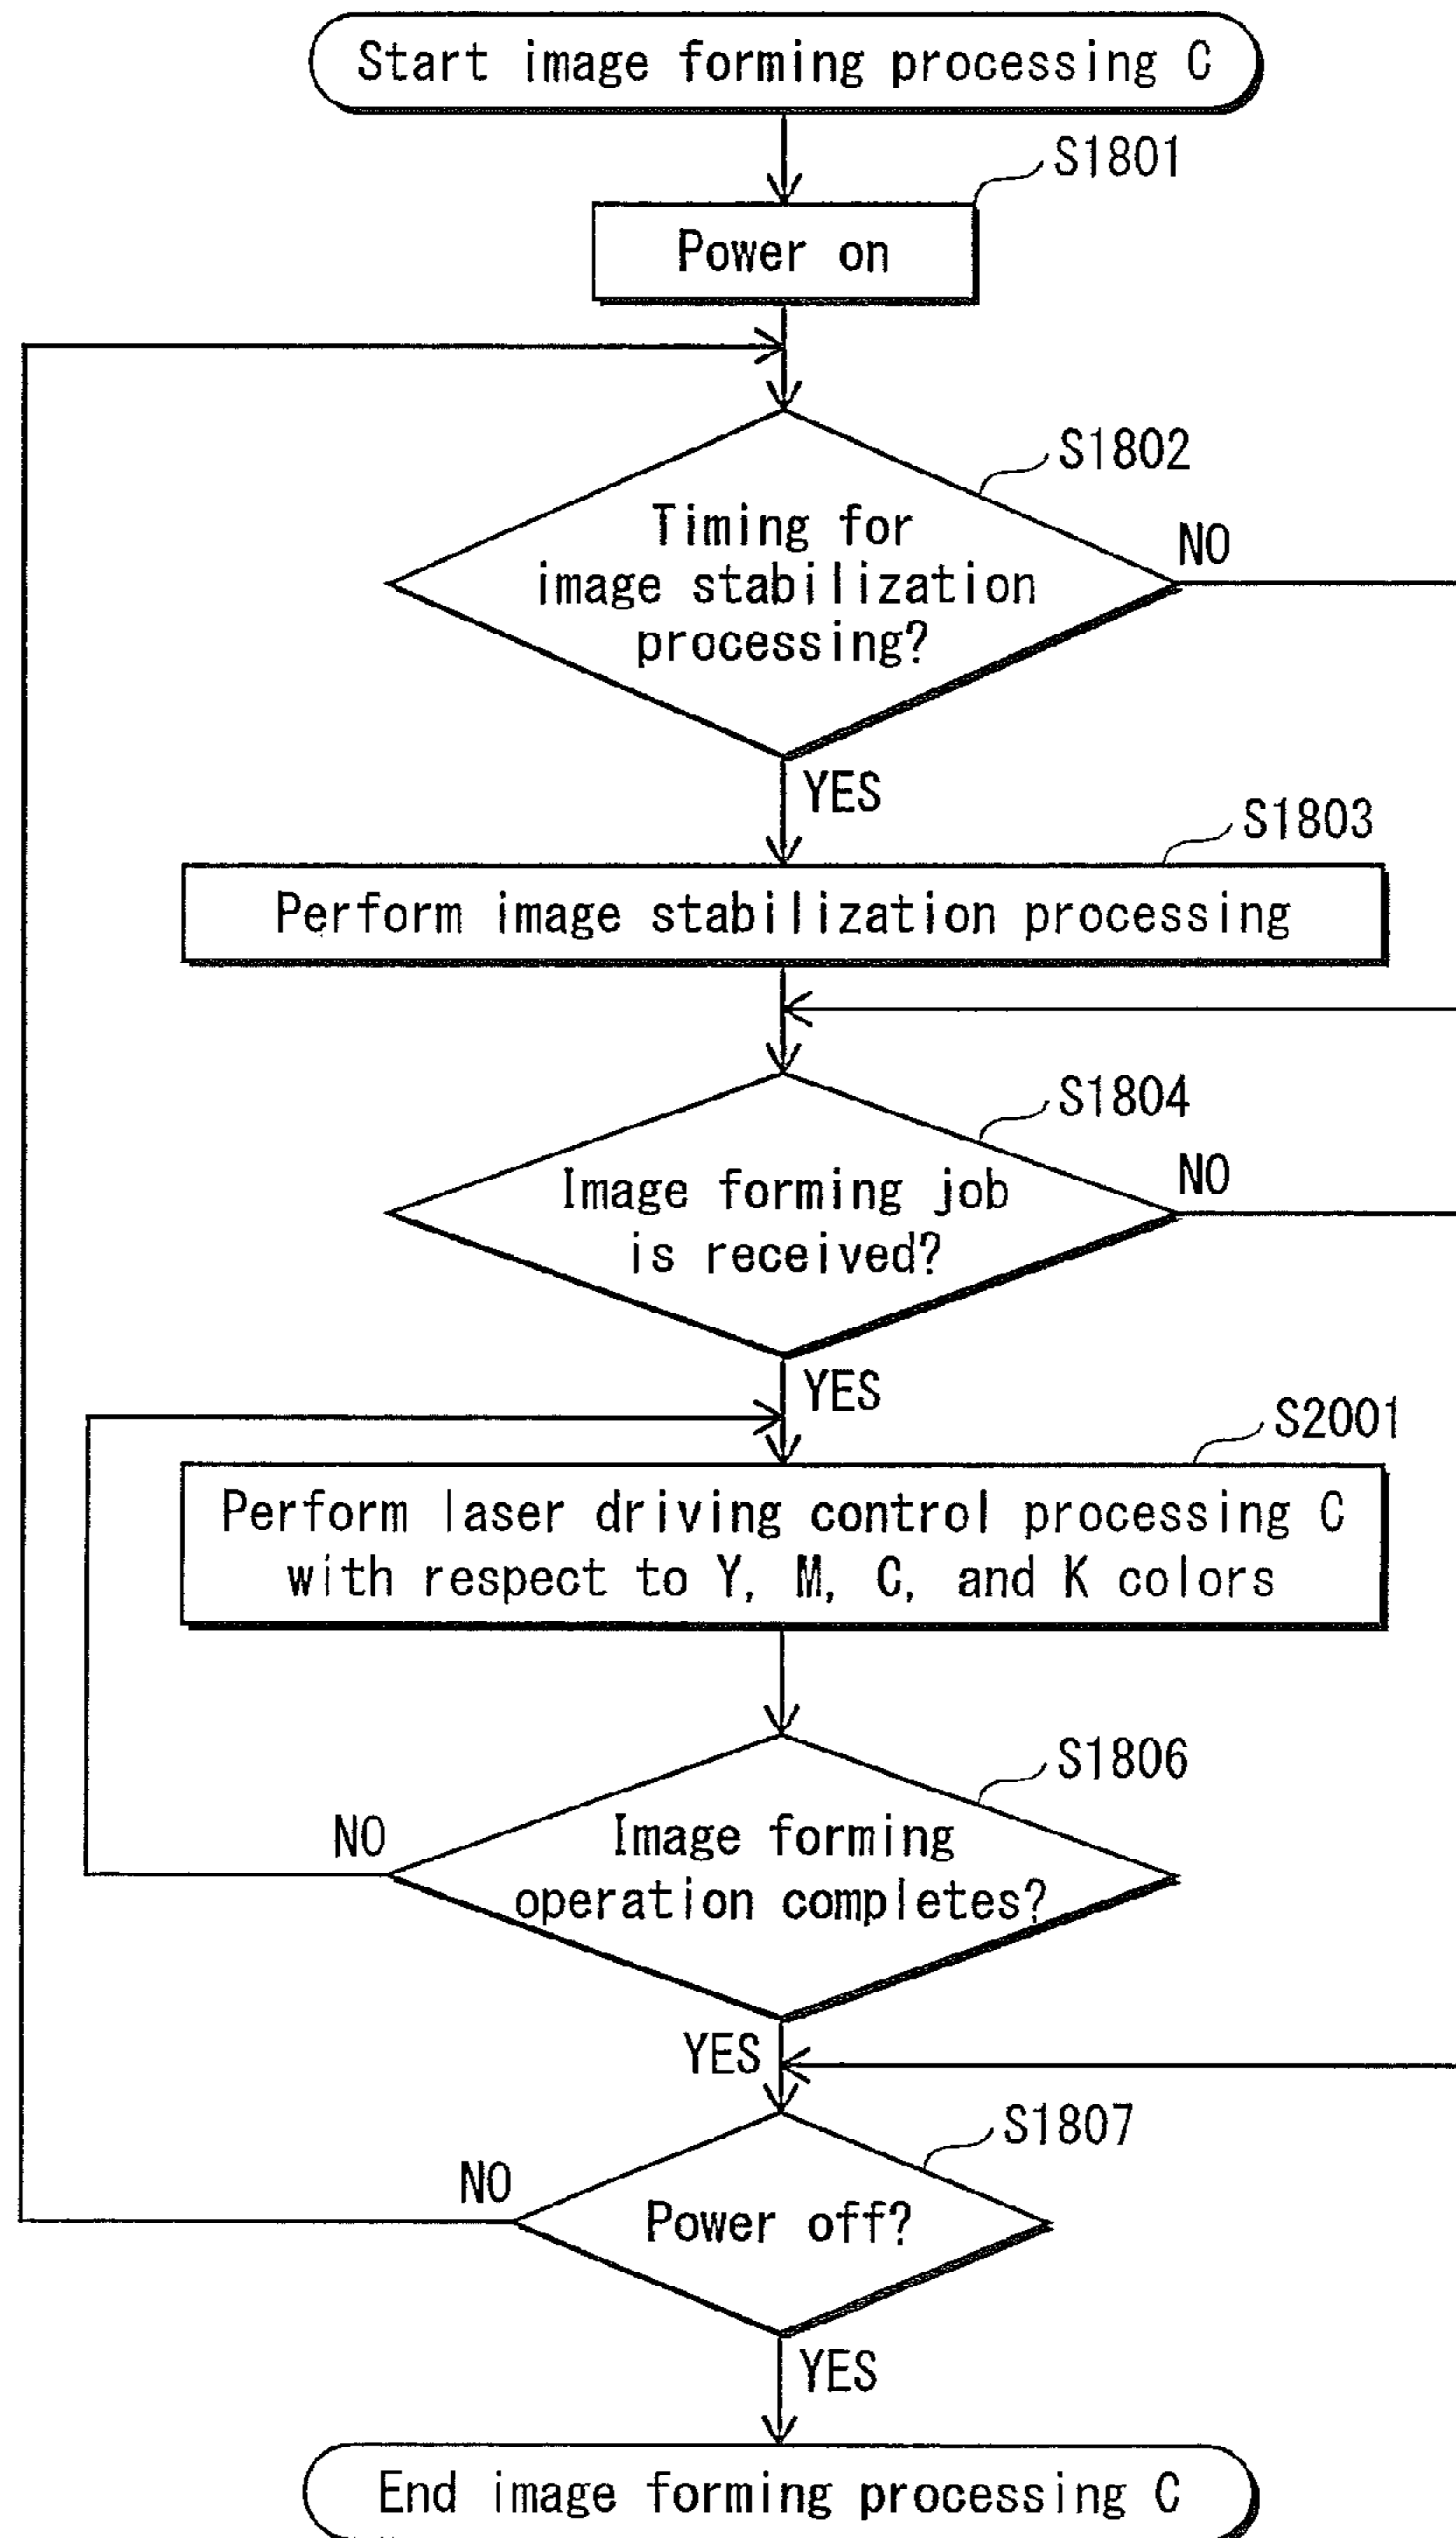 Start image forming processing C
S1801
Power on
S1802
Timing for
image stabilization
processing?
NO
YES
S1803
Perform image stabilization processing
S1804
Image forming job
is received?
NO
YES
S2001
Perform laser driving control processing C
with respect to Y, M, C, and K colors
S1806
Image forming
operation completes?
NO
YES
S1807
Power off?
NO
YES
End image forming processing C